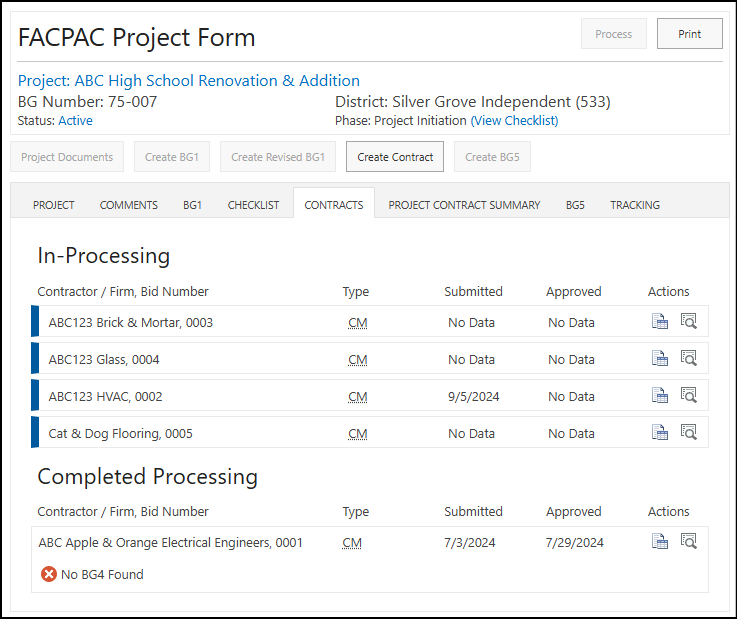 FACPAC Project Form
Process
Print
Project: ABC High School Renovation & Addition
BG Number: 75-007
District: Silver Grove Independent (533)
Status: Active
Phase: Project Initiation (View Checklist)
Project Documents
Create BG1
Create Revised BG1
Create Contract
Create BG5
PROJECT
COMMENTS
BG1
CHECKLIST
CONTRACTS
PROJECT CONTRACT SUMMARY
BG5
TRACKING
In-Processing
Contractor / Firm, Bid Number Type Submitted Approved Actions
ABC123 Brick & Mortar, 0003 CM No Data No Data
ABC123 Glass, 0004 CM No Data No Data
ABC123 HVAC, 0002 CM 9/5/2024 No Data
Cat & Dog Flooring, 0005 CM No Data No Data
Completed Processing
Contractor / Firm, Bid Number Type Submitted Approved Actions
ABC Apple & Orange Electrical Engineers, 0001 CM 7/3/2024 7/29/2024
No BG4 Found